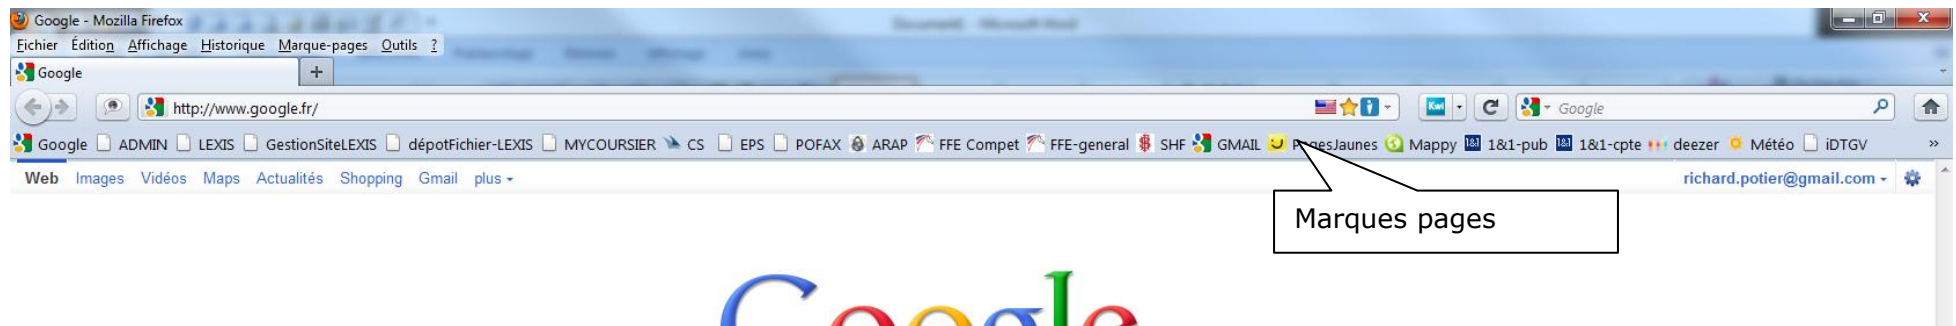 Google - Mozilla Firefox
Fichier Édition Affichage Historique Marque-pages Outils ?
Google
http://www.google.fr/ Kwi Google
Google ADMIN LEXIS GestionSiteLEXIS dépotFichier-LEXIS MYCOURSIER CS EPS POFAX ARAP FFE Compet FFE-general SHF GMAIL PagesJaunes Mappy 1&1-pub 1&1-cpte deezer Météo iDTGV »
Web Images Vidéos Maps Actualités Shopping Gmail plus richard.potier@gmail.com
Marques pages
Google